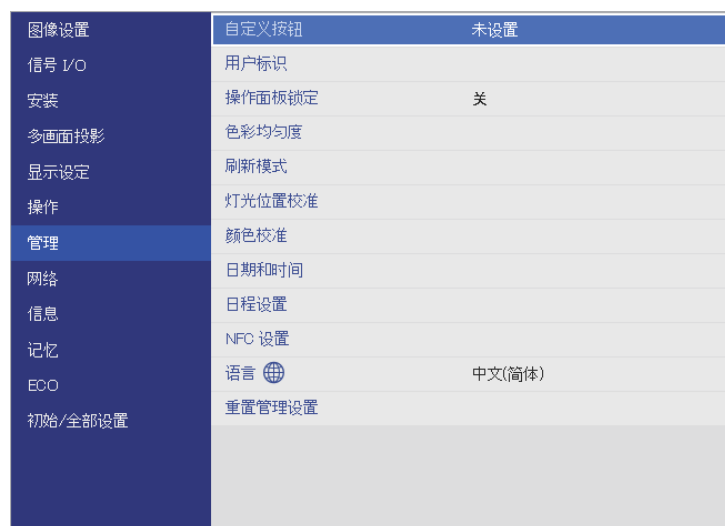 图像设置
信号 I/O
安装
多画面投影
显示设定
操作
管理
网络
信息
记忆
ECO
初始/全部设置
自定义按钮 未设置
用户标识
操作面板锁定 关
色彩均匀度
刷新模式
灯光位置校准
颜色校准
日期和时间
日程设置
NFC 设置
语言 中文(简体)
重置管理设置